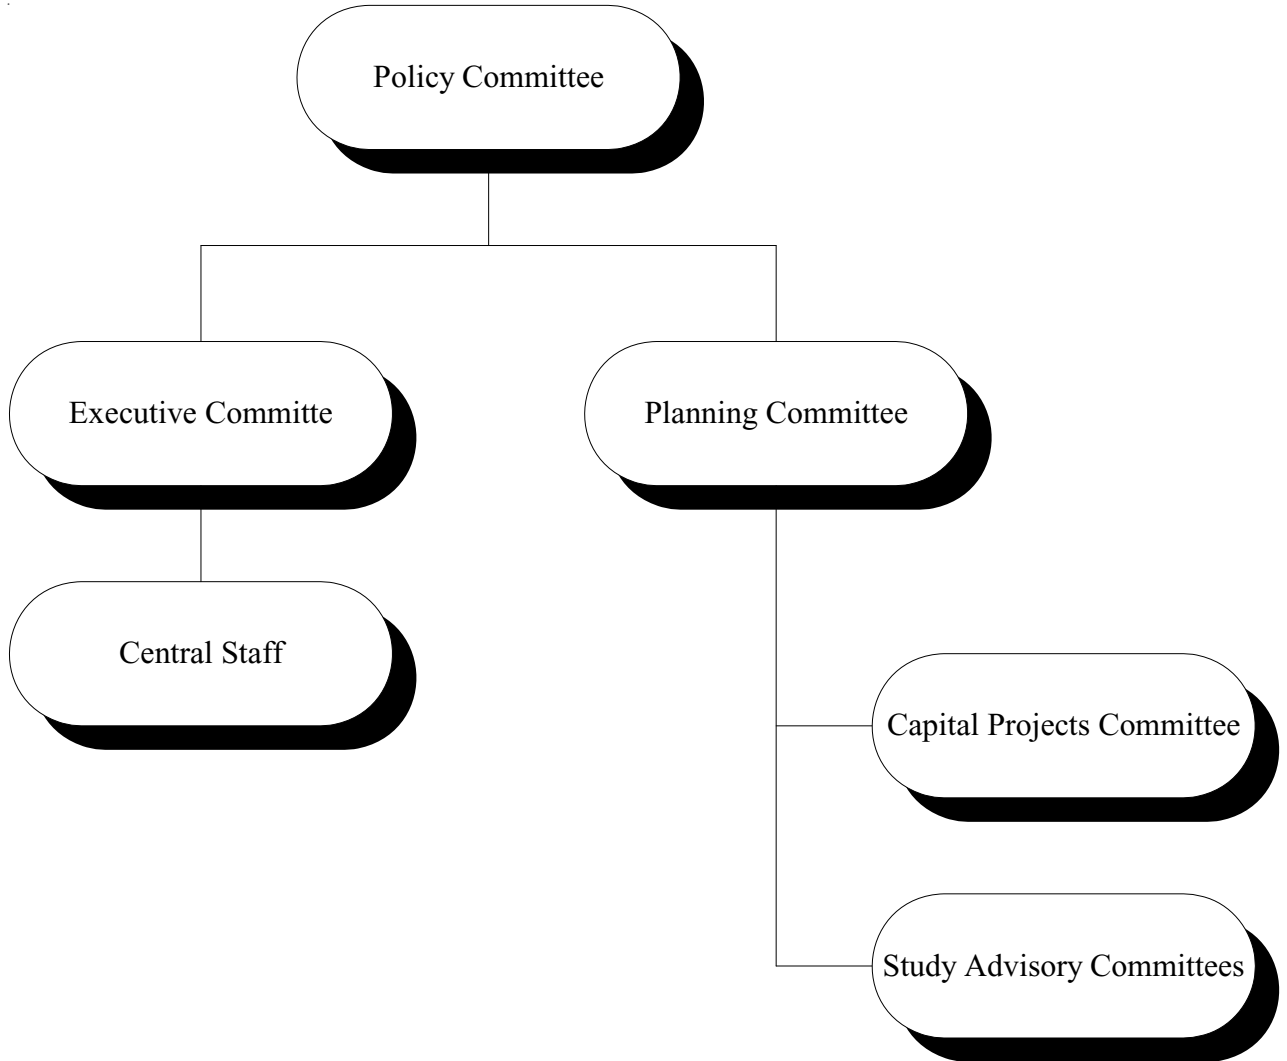 Policy Committee
Executive Committe
Planning Committee
Central Staff
Capital Projects Committee
Study Advisory Committees